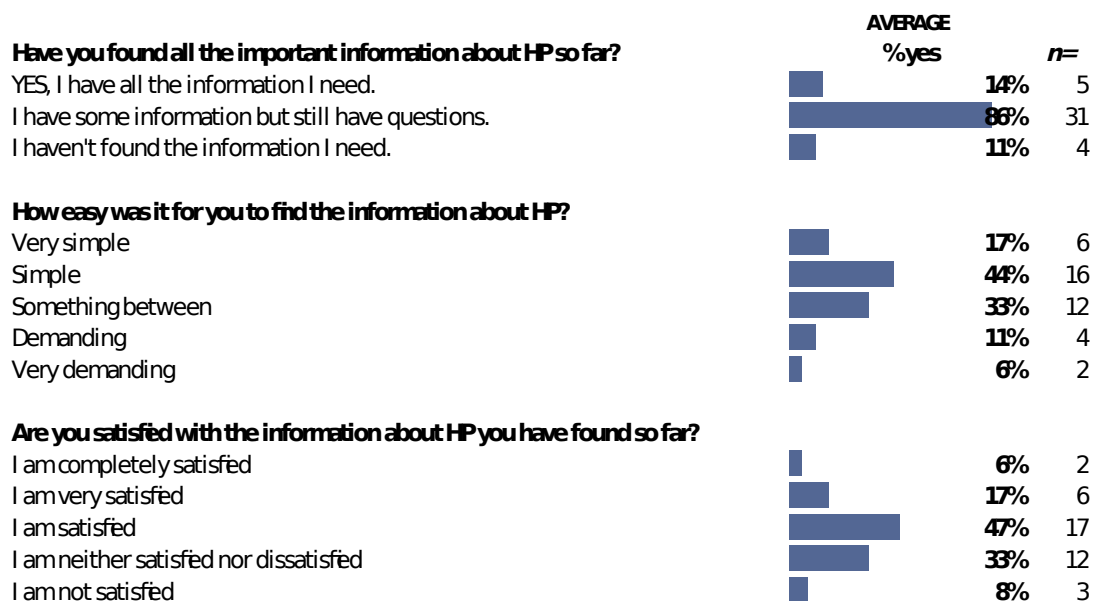 AVERAGE
Have you found all the important information about HP so far? %yes n=
YES, I have all the information I need. 14% 5
I have some information but still have questions. 86% 31
I haven't found the information I need. 11% 4
How easy was it for you to find the information about HP?
Very simple 17% 6
Simple 44% 16
Something between 33% 12
Demanding 11% 4
Very demanding 6% 2
Are you satisfied with the information about HP you have found so far?
I am completely satisfied 6% 2
I am very satisfied 17% 6
I am satisfied 47% 17
I am neither satisfied nor dissatisfied 33% 12
I am not satisfied 8% 3